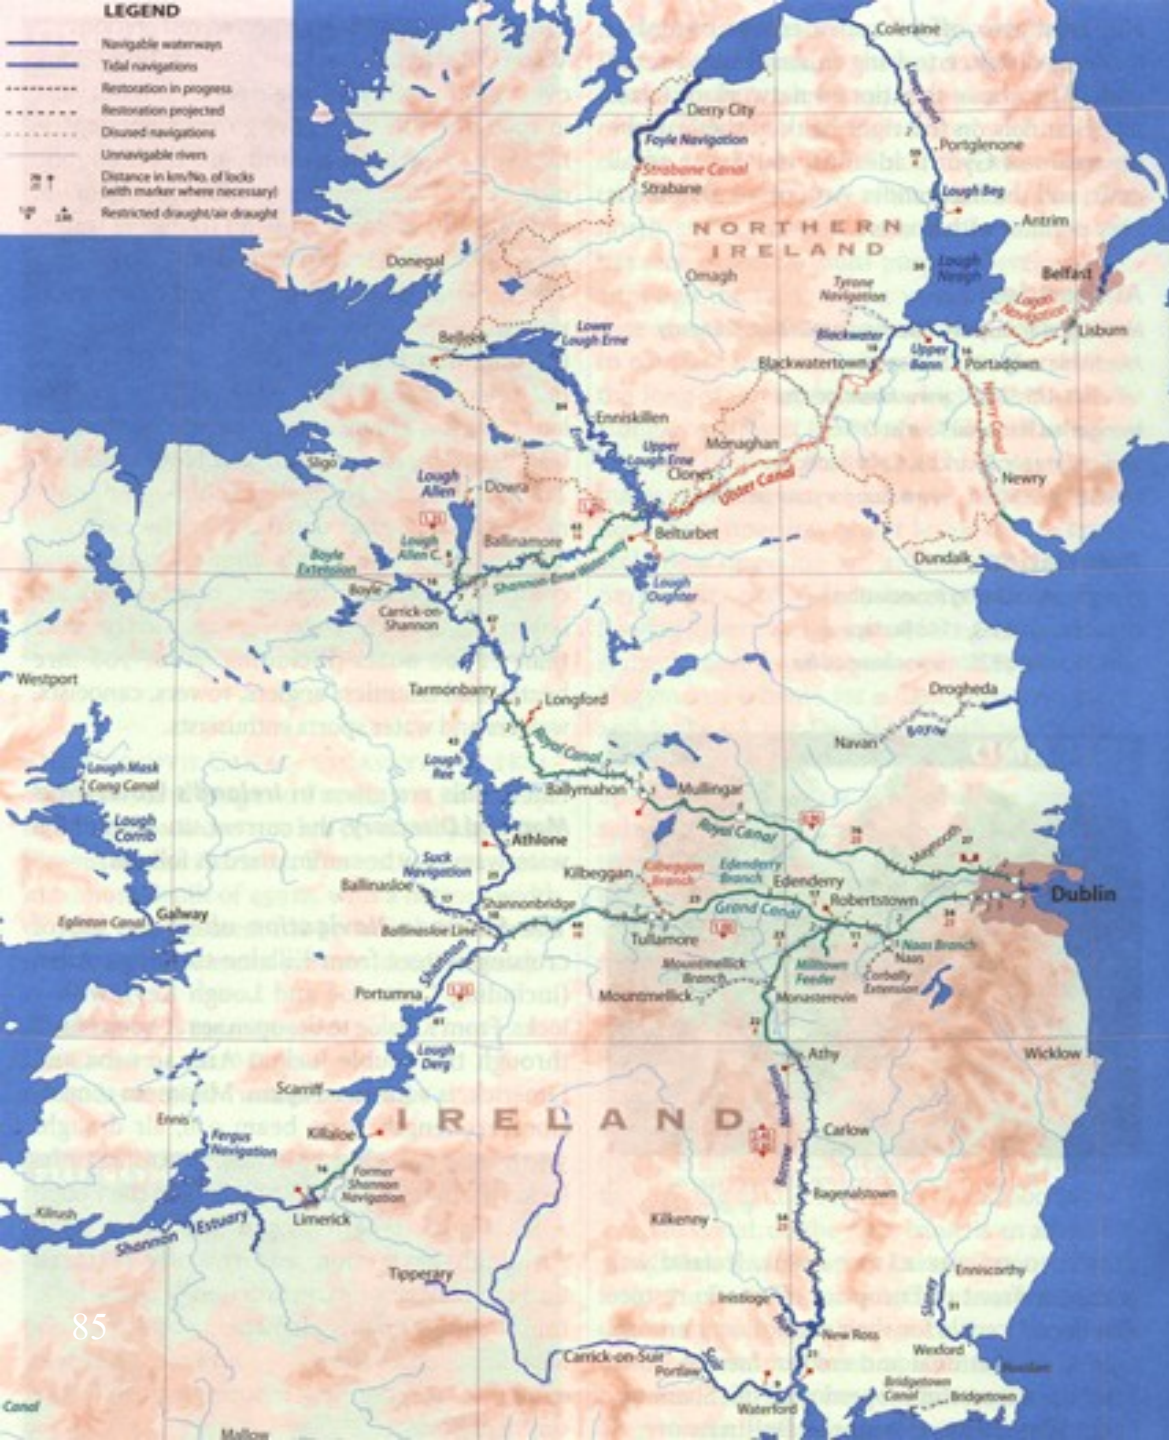 LEGEND
Navigable waterways
Tidal navigations
Restoration in progress
Restoration projected
Disused navigations
Unnavigable rivers
Distance in km/No. of locks
(with marker where necessary)
Restricted draught/air draught
Coleraine
Lower Bann
Derry City
Foyle Navigation
Portglenone
Strabane Canal
Strabane
Lough Beg
NORTHERN
IRELAND
Antrim
Donegal
Omagh
Lough
Neagh
Belfast
Tyrone
Navigation
Lagan
Navigation
Lisburn
Belleek
Lower
Lough Erne
Blackwater
Upper
Bann
Blackwatertown
Portadown
Enniskillen
Erne
Newry Canal
Monaghan
Upper
Lough Erne
Sligo
Clones
Ulster Canal
Newry
Lough
Allen
Dowra
Lough
Allen C.
Ballinamore
Belturbet
Boyle
Extension
Shannon-Erne Waterway
Dundalk
Boyle
Lough
Oughter
Carrick-on-
Shannon
Westport
Tarmonbarry
Longford
Drogheda
Royal Canal
Navan
Boyne
Lough
Ree
Lough Mask
Cong Canal
Ballymahon
Mullingar
Lough
Corrib
Royal Canal
Athlone
Maynooth
Suck
Navigation
Kilbeggan
Kilbeggan
Branch
Edenderry
Branch
Edenderry
Ballinasloe
Dublin
Shannonbridge
Grand Canal
Robertstown
Eglinton Canal
Galway
Ballinasloe Line
Tullamore
Naas Branch
Naas
Shannon
Mountmellick
Branch
Milltown
Feeder
Corbally
Extension
Portumna
Mountmellick
Monasterevin
Lough
Derg
Athy
Wicklow
Scarriff
IRELAND
Barrow Navigation
Ennis
Fergus
Navigation
Killaloe
Carlow
Former
Shannon
Navigation
Bagenalstown
Kilrush
Shannon Estuary
Limerick
Kilkenny
Tipperary
Enniscorthy
Slaney
Inistioge
Nore
85
New Ross
Carrick-on-Suir
Wexford
Portlaw
Rosslare
Bridgetown
Canal
Bridgetown
Waterford
Canal
Mallow